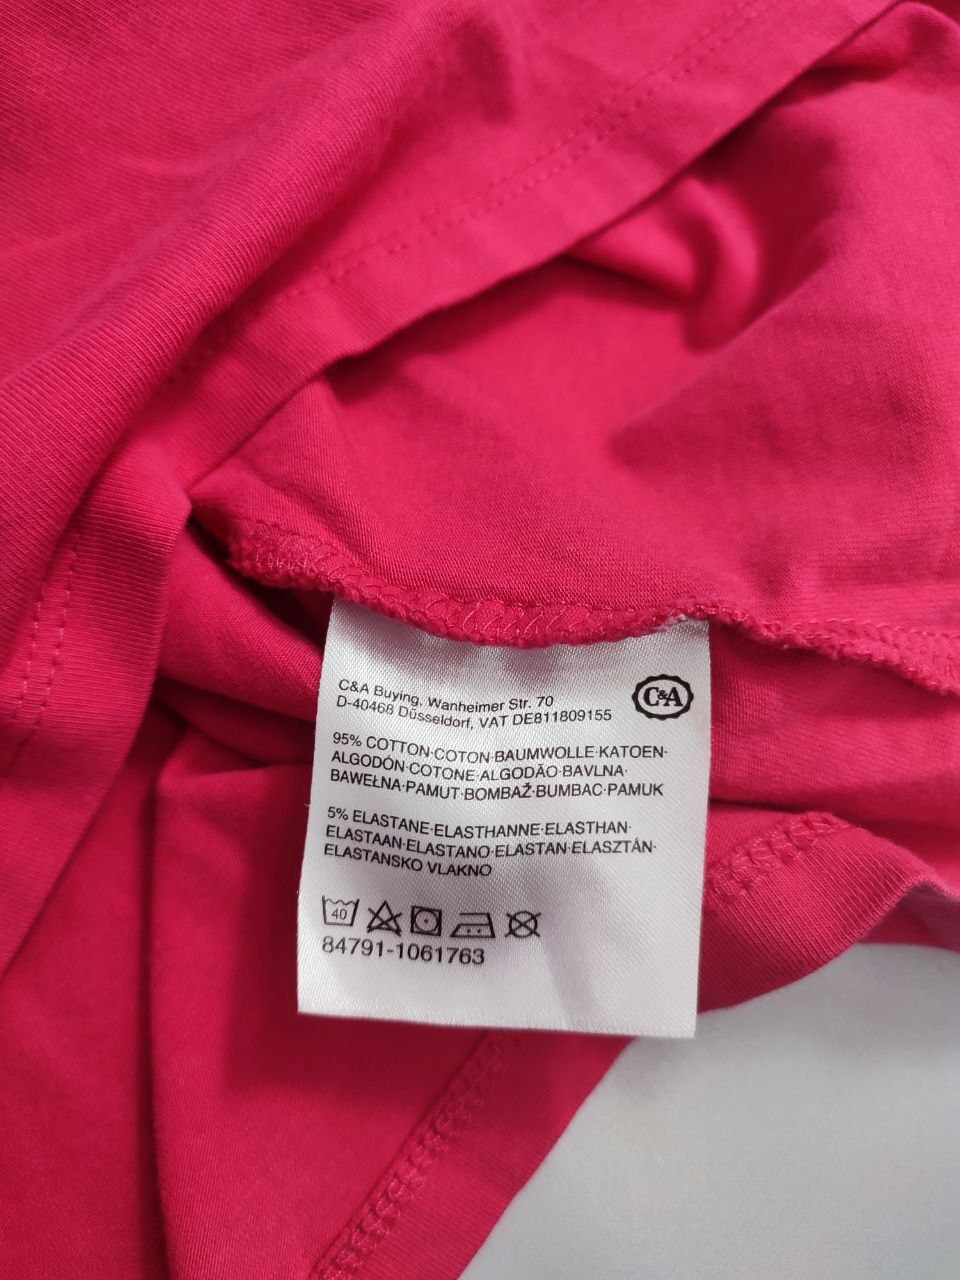 C&A Buying, Wanheimer Str. 70
D-40468 Düsseldorf, VAT DE811809155
C&A
95% COTTON·COTON·BAUMWOLLE·KATOEN·
ALGODÓN·COTONE·ALGODÃO·BAVLNA·
BAWEŁNA·PAMUT·BOMBAŽ·BUMBAC·PAMUK
5% ELASTANE·ELASTHANNE·ELASTHAN·
ELASTAAN·ELASTANO·ELASTAN·ELASZTÁN·
ELASTANSKO VLAKNO
40
84791-1061763